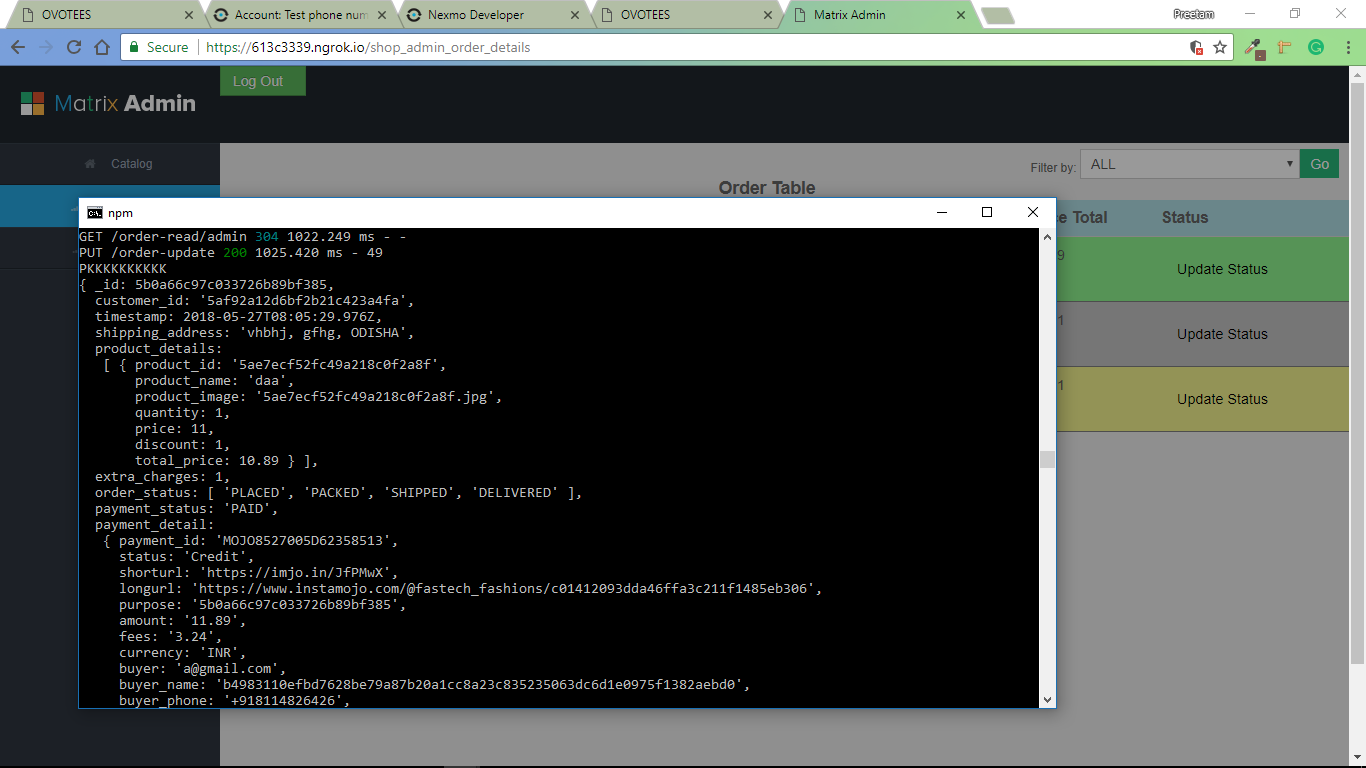 OVOTEES
Account: Test phone num
Nexmo Developer
OVOTEES
Matrix Admin
Preetam
Secure
https://613c3339.ngrok.io/shop_admin_order_details
Log Out
Matrix Admin
Catalog
Filter by:
ALL
Go
Order Table
e Total
Status
9
Update Status
1
Update Status
1
Update Status
C:\.
npm
GET /order-read/admin 304 1022.249 ms - -
PUT /order-update 200 1025.420 ms - 49
PKKKKKKKKKK
{ _id: 5b0a66c97c033726b89bf385,
customer_id: '5af92a12d6bf2b21c423a4fa',
timestamp: 2018-05-27T08:05:29.976Z,
shipping_address: 'vhbhj, gfhg, ODISHA',
product_details:
[ { product_id: '5ae7ecf52fc49a218c0f2a8f',
product_name: 'daa',
product_image: '5ae7ecf52fc49a218c0f2a8f.jpg',
quantity: 1,
price: 11,
discount: 1,
total_price: 10.89 } ],
extra_charges: 1,
order_status: [ 'PLACED', 'PACKED', 'SHIPPED', 'DELIVERED' ],
payment_status: 'PAID',
payment_detail:
{ payment_id: 'MOJO8527005D62358513',
status: 'Credit',
shorturl: 'https://imjo.in/JfPMwX',
longurl: 'https://www.instamojo.com/@fastech_fashions/c01412093dda46ffa3c211f1485eb306',
purpose: '5b0a66c97c033726b89bf385',
amount: '11.89',
fees: '3.24',
currency: 'INR',
buyer: 'a@gmail.com',
buyer_name: 'b4983110efbd7628be79a87b20a1cc8a23c835235063dc6d1e0975f1382aebd0',
buyer_phone: '+918114826426',